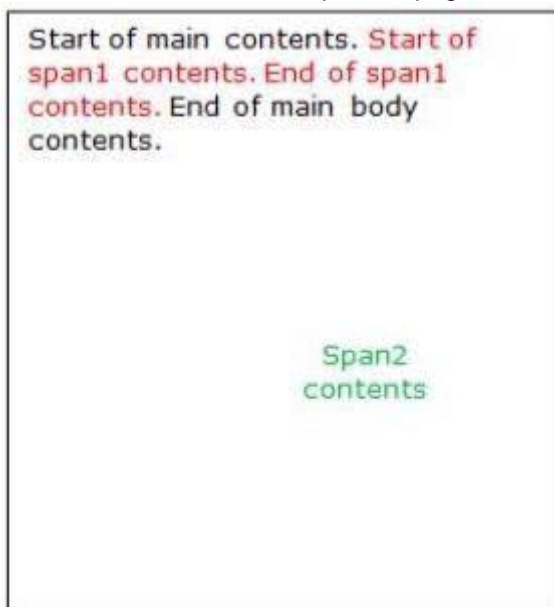 Start of main contents. Start of
span1 contents. End of span1
contents. End of main body
contents.
Span2
contents